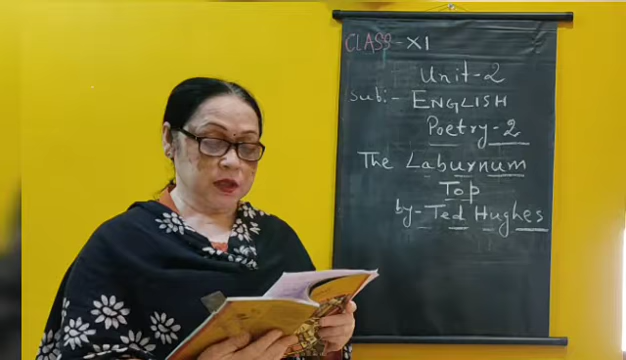 CLASS - XI
Unit-2
Sub:- ENGLISH
Poetry-2
The Laburnum
Top
by- Ted Hughes